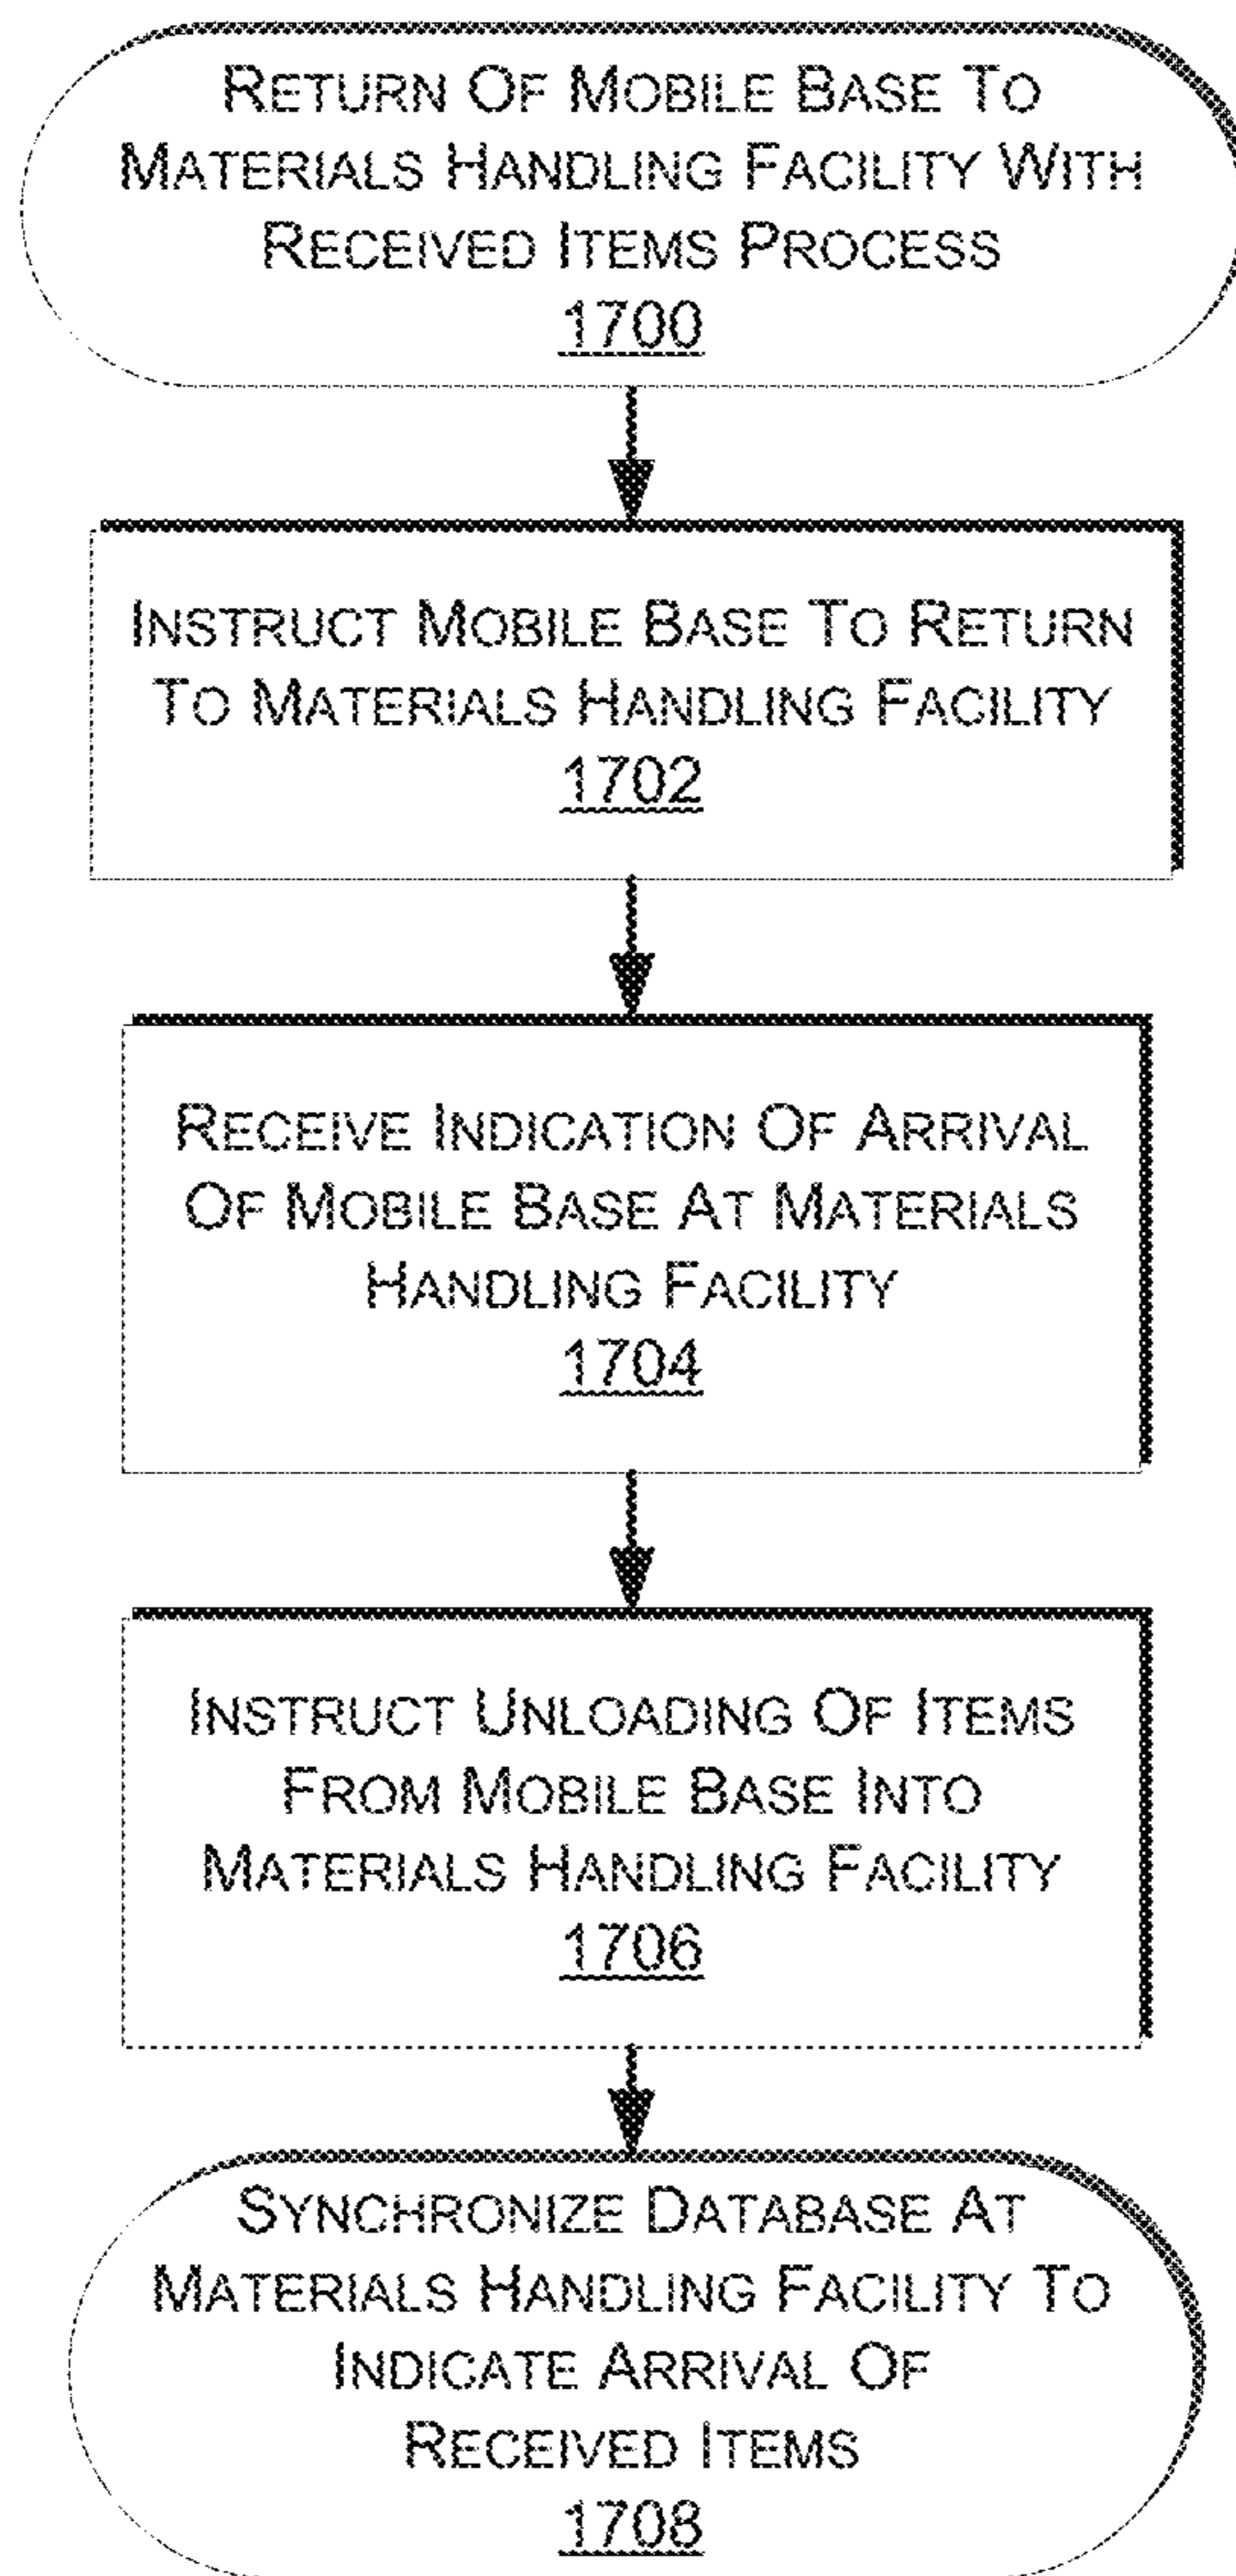 RETURN OF MOBILE BASE TO
MATERIALS HANDLING FACILITY WITH
RECEIVED ITEMS PROCESS
1700
INSTRUCT MOBILE BASE TO RETURN
TO MATERIALS HANDLING FACILITY
1702
RECEIVE INDICATION OF ARRIVAL
OF MOBILE BASE AT MATERIALS
HANDLING FACILITY
1704
INSTRUCT UNLOADING OF ITEMS
FROM MOBILE BASE INTO
MATERIALS HANDLING FACILITY
1706
SYNCHRONIZE DATABASE AT
MATERIALS HANDLING FACILITY TO
INDICATE ARRIVAL OF
RECEIVED ITEMS
1708